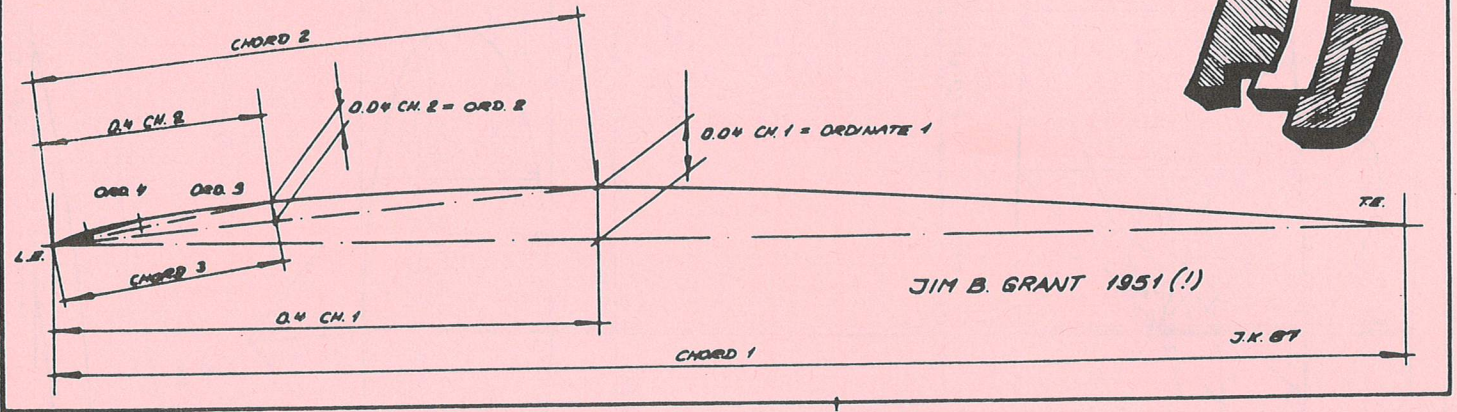 CHORD 2
0.04 CH. 2 = ORD. 2
0.4 CH. 2
0.04 CH. 1 = ORDINATE 1
ORD. 4 ORD. 3
T.E.
L.E.
CHORD 3
JIM B. GRANT 1951 (!)
0.4 CH. 1
J.K. 87
CHORD 1